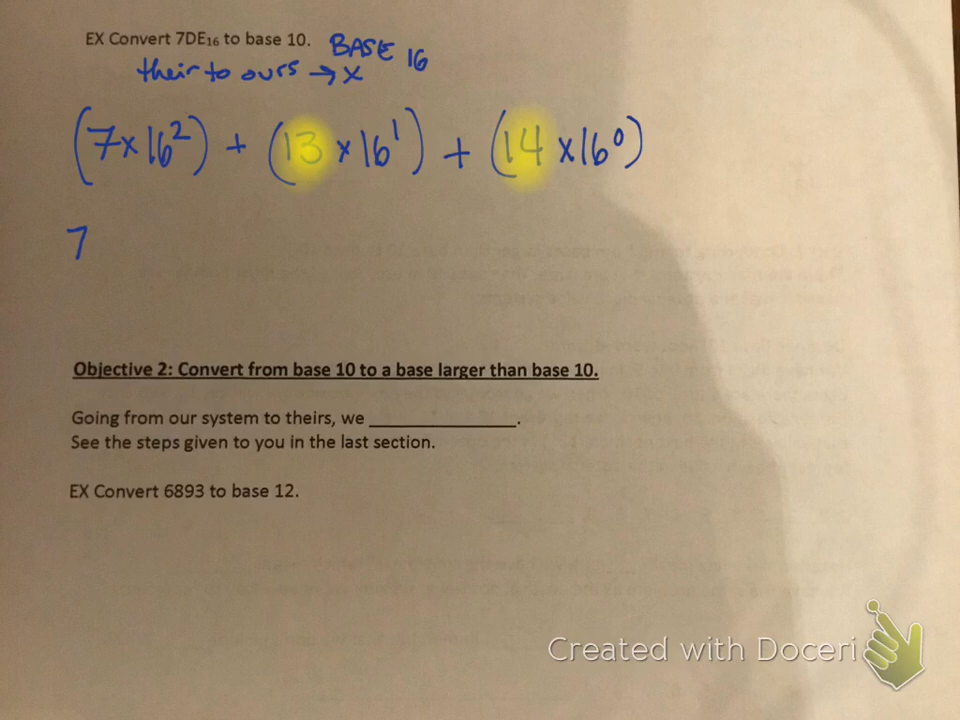 EX Convert 7DE₁₆ to base 10. BASE 16
their to ours → x
(7×16²) + (13 ×16¹) + (14 ×16⁰)
7
Objective 2: Convert from base 10 to a base larger than base 10.
Going from our system to theirs, we _______________.
See the steps given to you in the last section.
EX Convert 6893 to base 12.
Created with Doceri